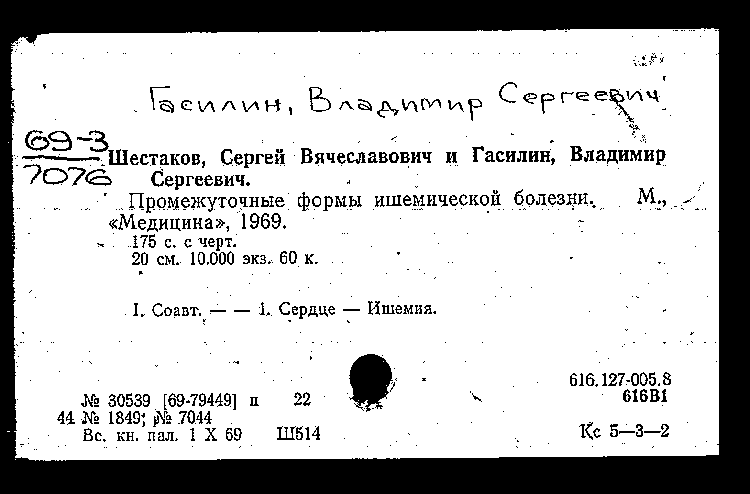 Гасилин, Владимир Сергеевич
69-3
7076
Шестаков, Сергей Вячеславович и Гасилин, Владимир
Сергеевич.
Промежуточные формы ишемической болезни. М.,
«Медицина», 1969.
175 с. с черт.
20 см. 10.000 экз. 60 к.
I. Соавт. — — 1. Сердце — Ишемия.
616.127-005.8
№ 30539 [69-79449] п 22 616В1
44 № 1849; № 7044
Вс. кн. пал. 1 X 69 Ш514 Кс 5—3—2